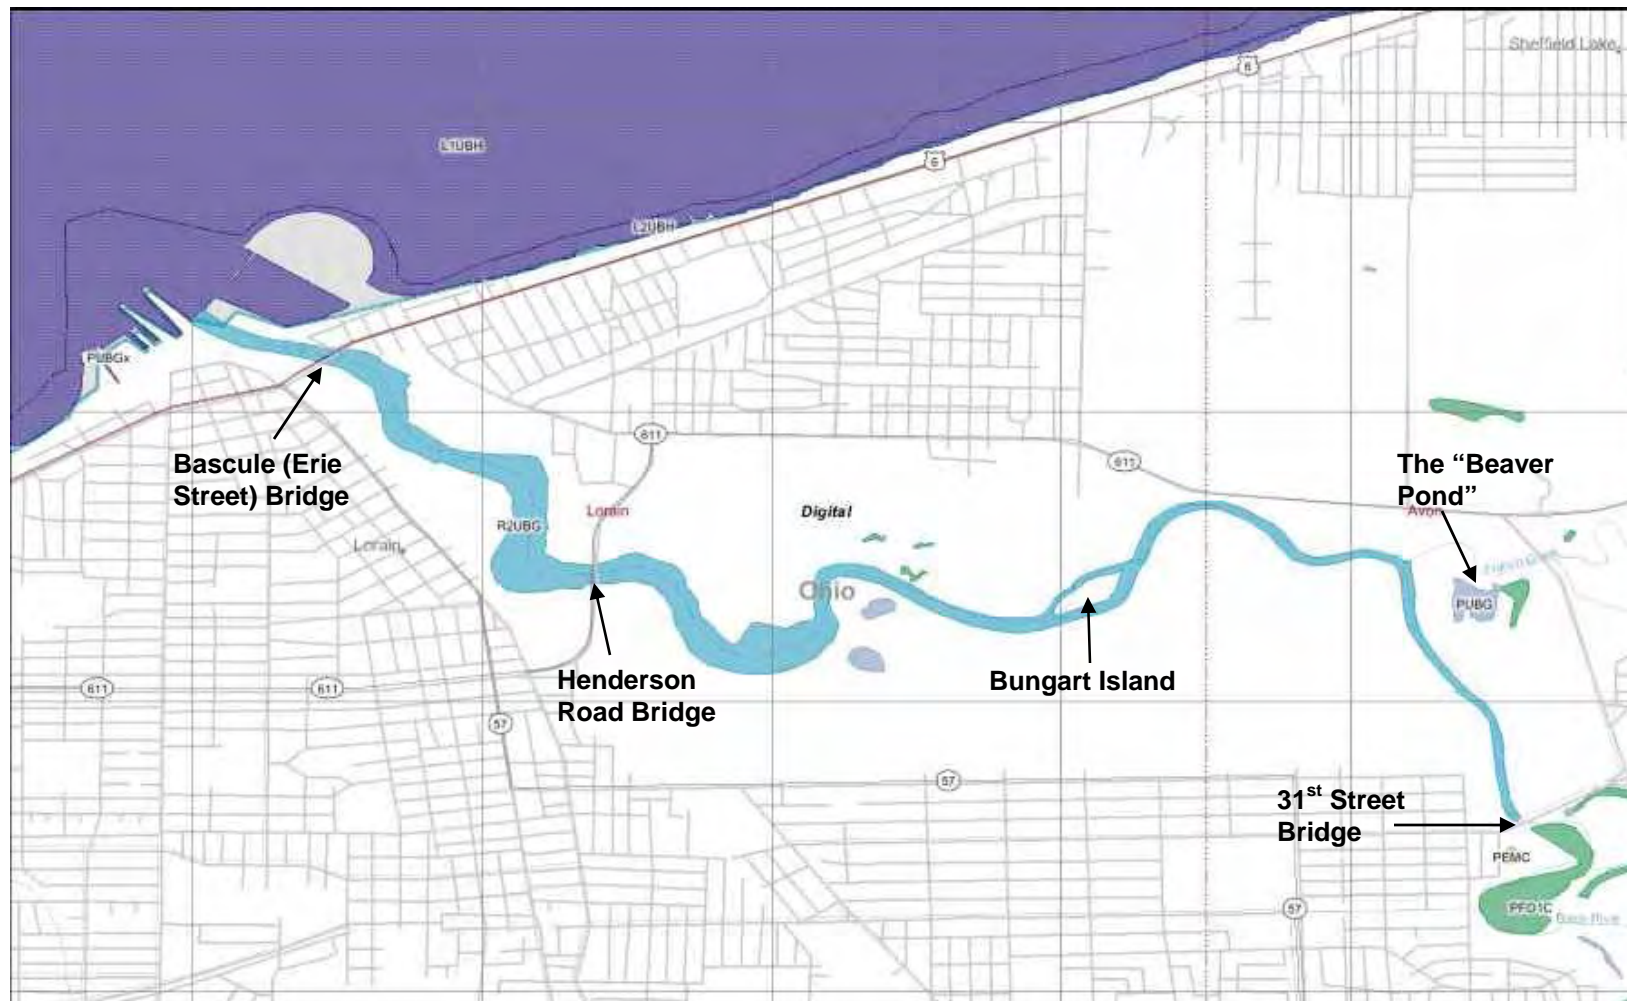 Sheffield Lake
6
L1UBH
6
L2UBH
PUBGx
611
Bascule (Erie
Street) Bridge
611
The “Beaver
Pond”
R2UBG
Lorain
Digital
Avon
Lorain
Ohio
PUBG
Henderson
Road Bridge
Bungart Island
611
611
57
57
31st Street
Bridge
PEMC
57
PFO1C